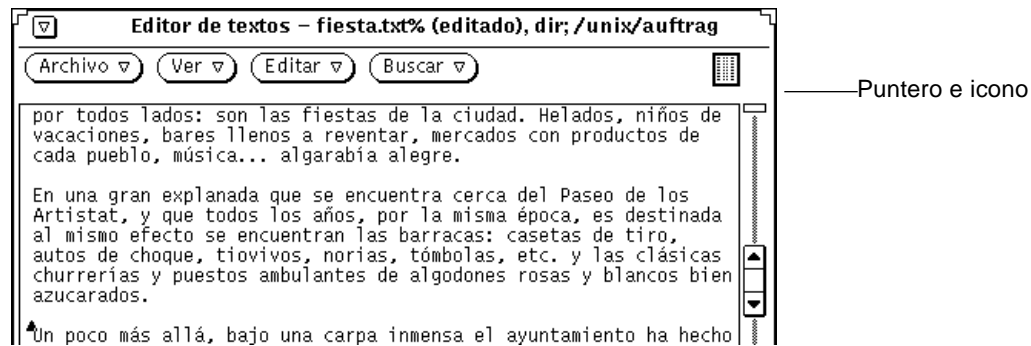 Editor de textos – fiesta.txt% (editado), dir; /unix/auftrag
Archivo Ver Editar Buscar
Puntero e icono
por todos lados: son las fiestas de la ciudad. Helados, niños de
vacaciones, bares llenos a reventar, mercados con productos de
cada pueblo, música... algarabía alegre.
En una gran explanada que se encuentra cerca del Paseo de los
Artistat, y que todos los años, por la misma época, es destinada
al mismo efecto se encuentran las barracas: casetas de tiro,
autos de choque, tiovivos, norias, tómbolas, etc. y las clásicas
churrerías y puestos ambulantes de algodones rosas y blancos bien
azucarados.
Un poco más allá, bajo una carpa inmensa el ayuntamiento ha hecho